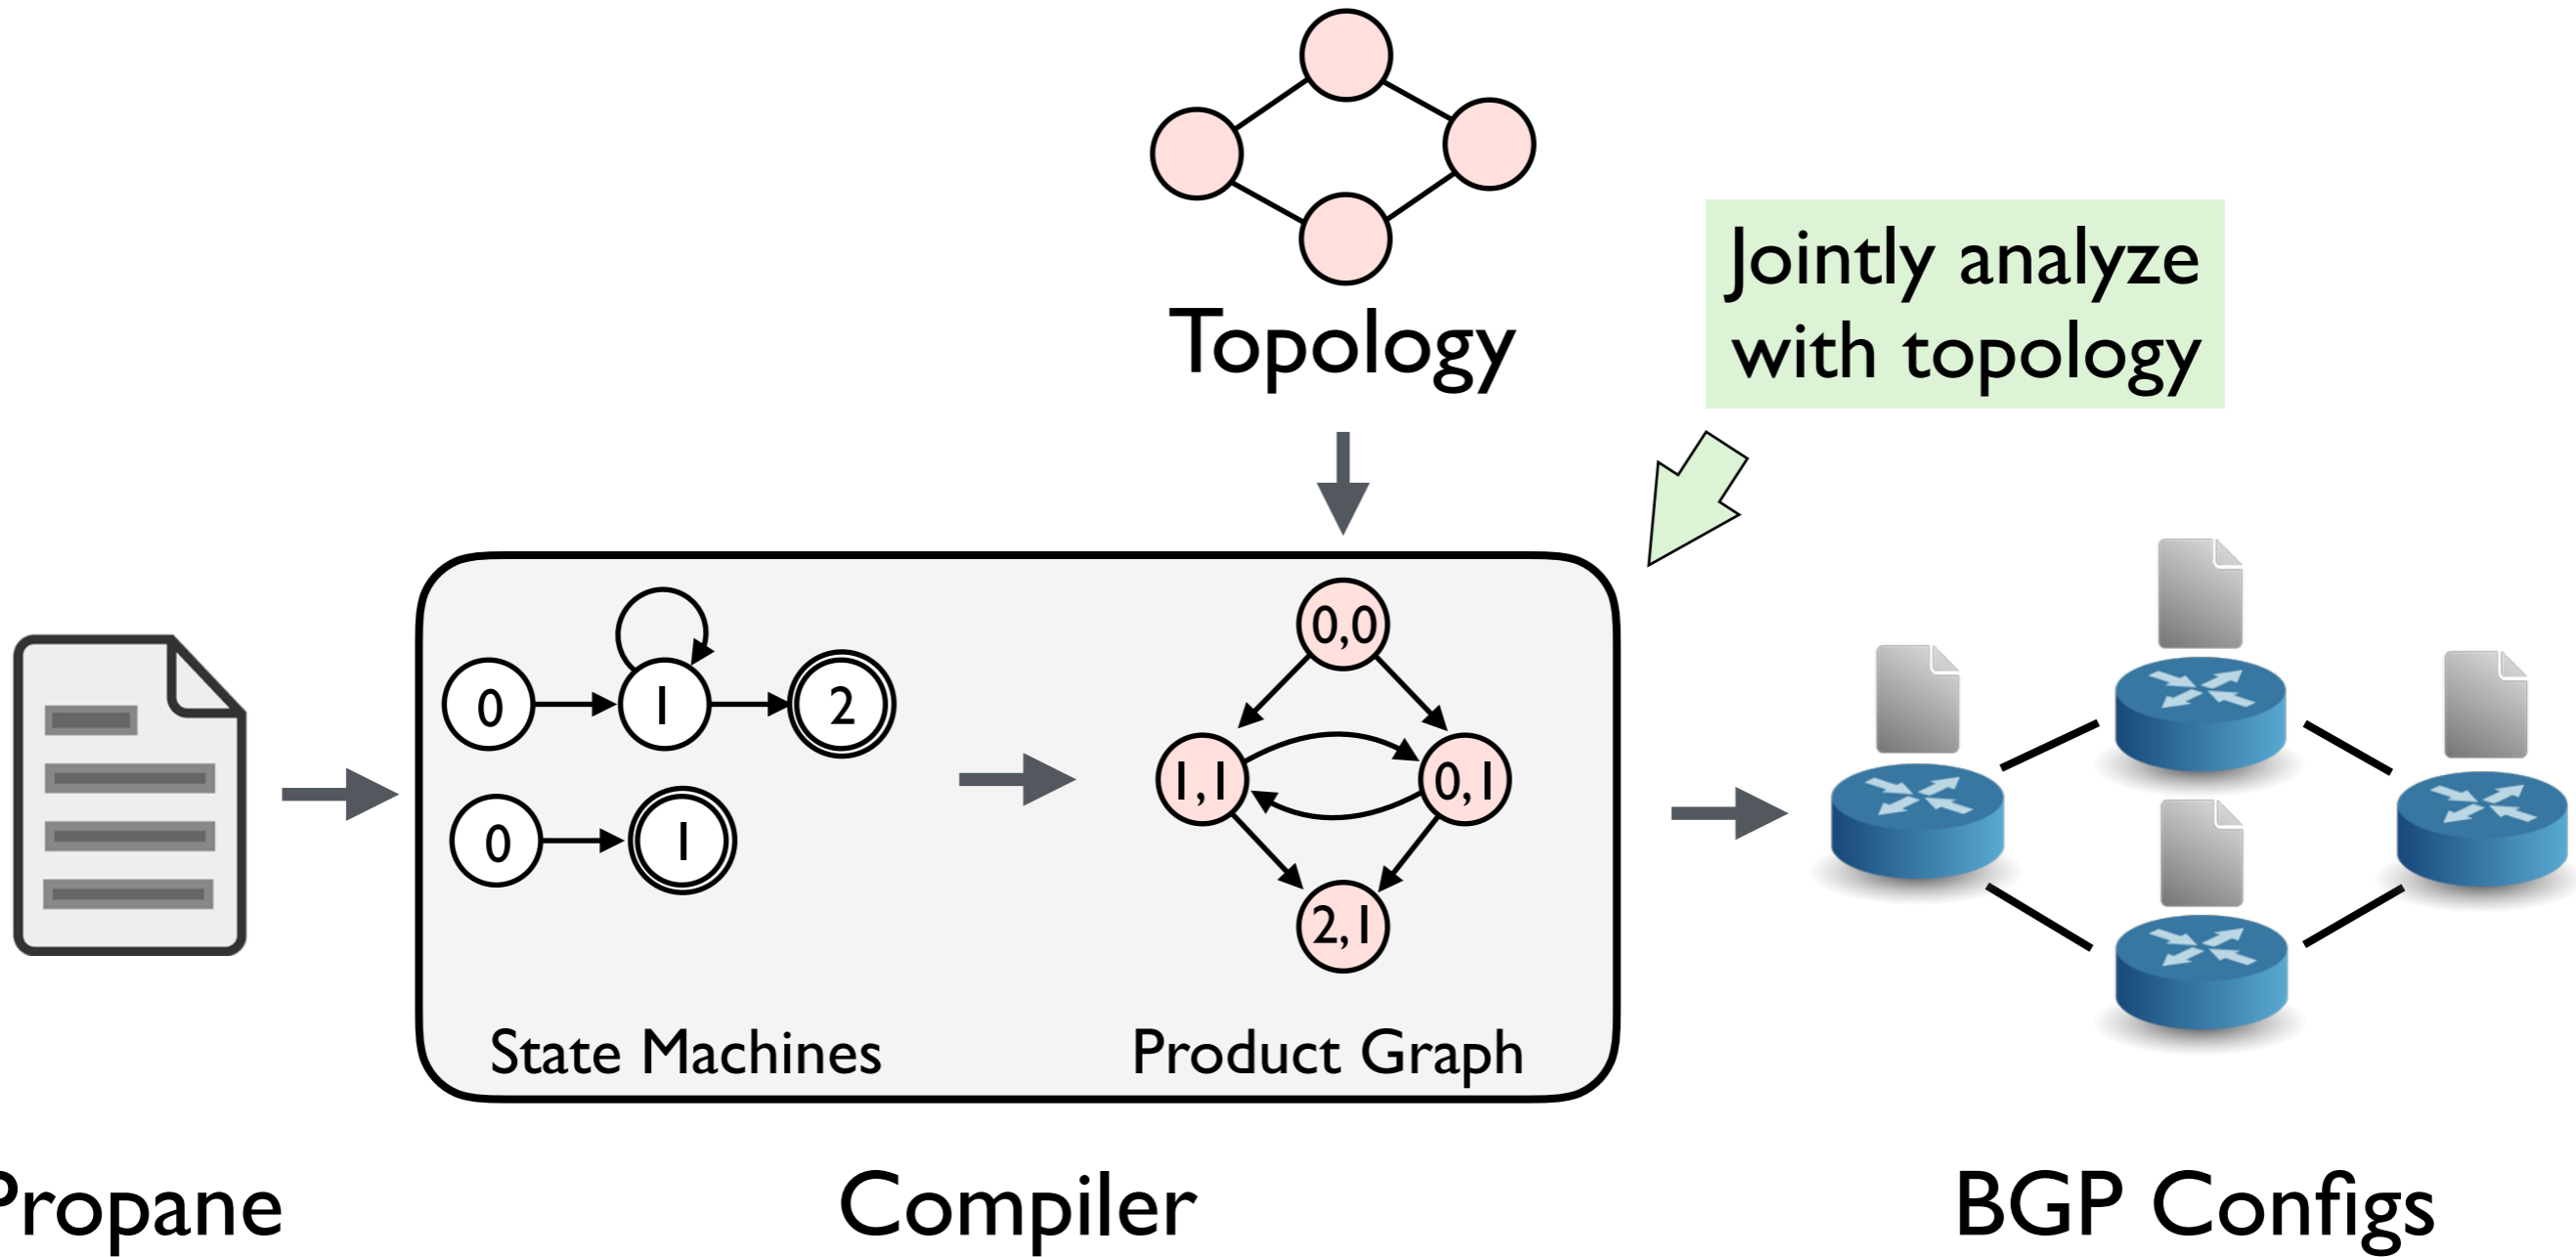 Topology
Jointly analyze
with topology
0 1 2
0 1
0,0
1,1 0,1
2,1
State Machines
Product Graph
Propane
Compiler
BGP Configs